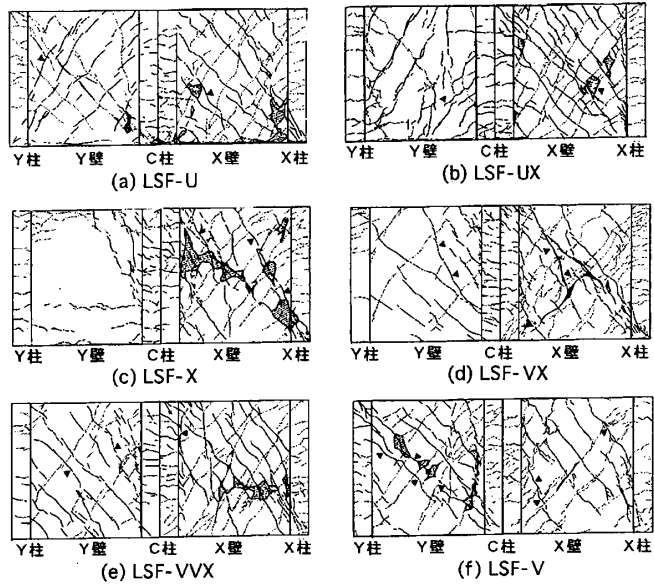 Y柱 Y壁 C柱 X壁 X柱
(a) LSF-U
Y柱 Y壁 C柱 X壁 X柱
(b) LSF-UX
Y柱 Y壁 C柱 X壁 X柱
(c) LSF-X
Y柱 Y壁 C柱 X壁 X柱
(d) LSF-VX
Y柱 Y壁 C柱 X壁 X柱
(e) LSF-VVX
Y柱 Y壁 C柱 X壁 X柱
(f) LSF-V